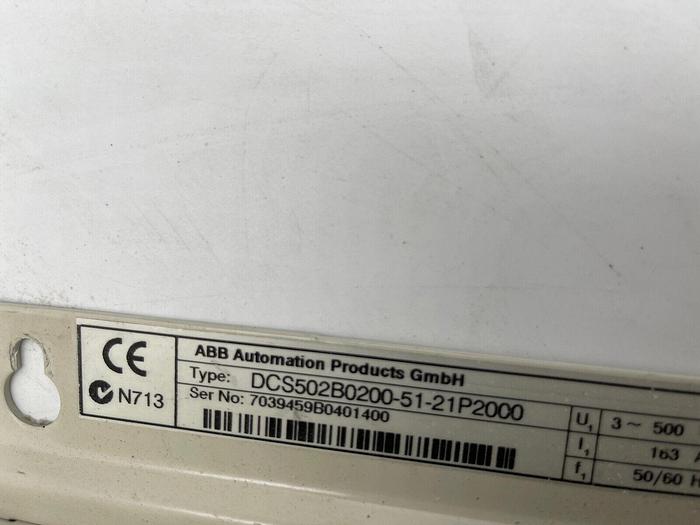 CE
N713
ABB Automation Products GmbH
Type: DCS502B0200-51-21P2000
Ser No: 7039459B0401400
U1 3~ 500
I1 163 A
f1 50/60 H